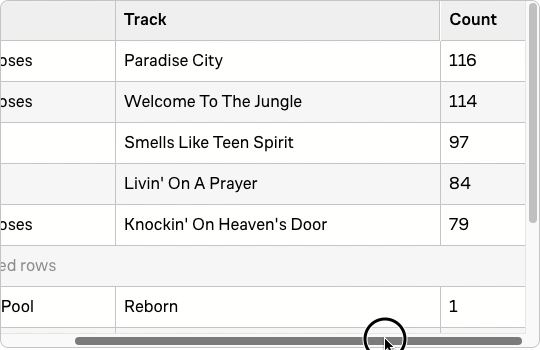 Track Count
oses Paradise City 116
oses Welcome To The Jungle 114
Smells Like Teen Spirit 97
Livin' On A Prayer 84
oses Knockin' On Heaven's Door 79
ed rows
Pool Reborn 1